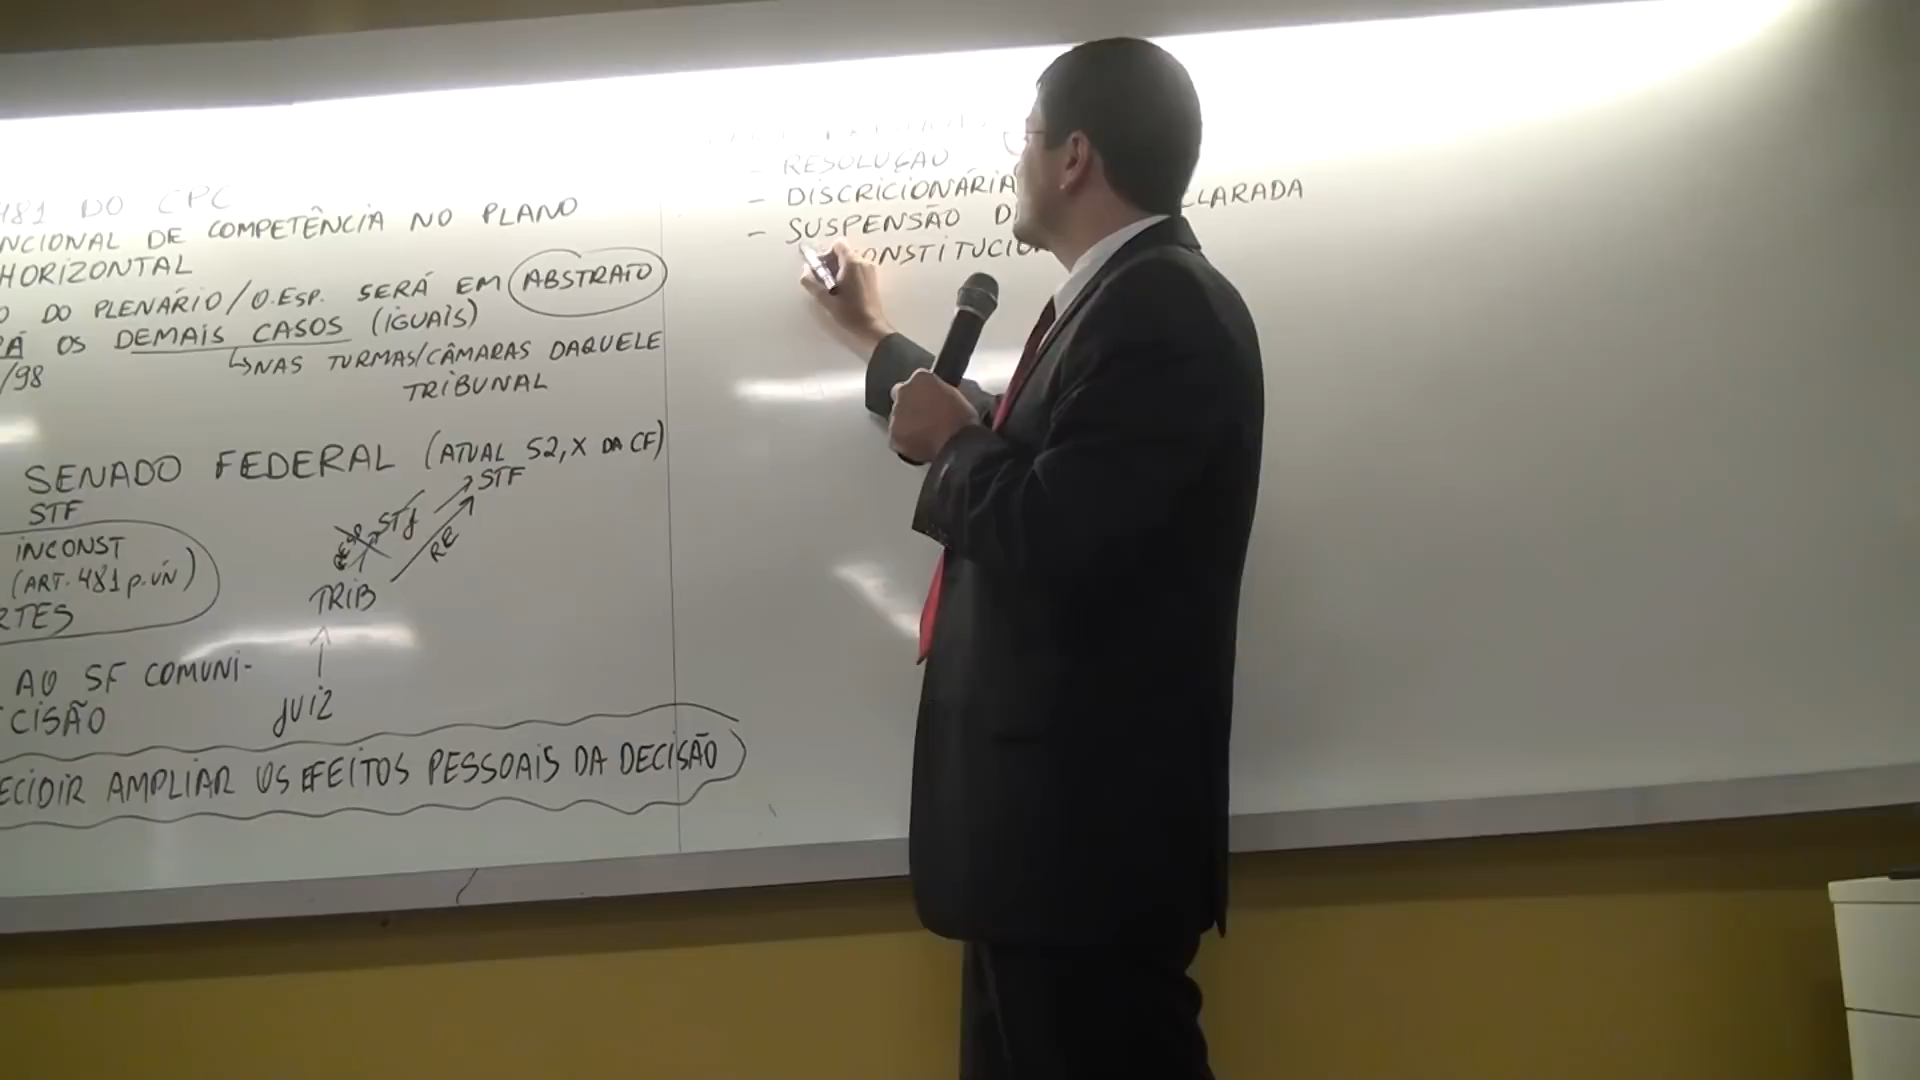 481 DO CPC
NCIONAL DE COMPETÊNCIA NO PLANO
HORIZONTAL
O DO PLENÁRIO/O.ESP. SERÁ EM ABSTRATO
RÁ OS DEMAIS CASOS (IGUAIS)
/98
↳NAS TURMAS/CÂMARAS DAQUELE
TRIBUNAL
SENADO FEDERAL (ATUAL 52, X DA CF)
STF
STF
STJ
RESP
RE
INCONST
(ART. 481 p. ÚN)
RTES
TRIB
AO SF COMUNI-
CISÃO
JUIZ
ECIDIR AMPLIAR OS EFEITOS PESSOAIS DA DECISÃO
- RESOLUÇÃO
- DISCRICIONÁRIA
- SUSPENSÃO D CLARADA
ONSTITUCIO